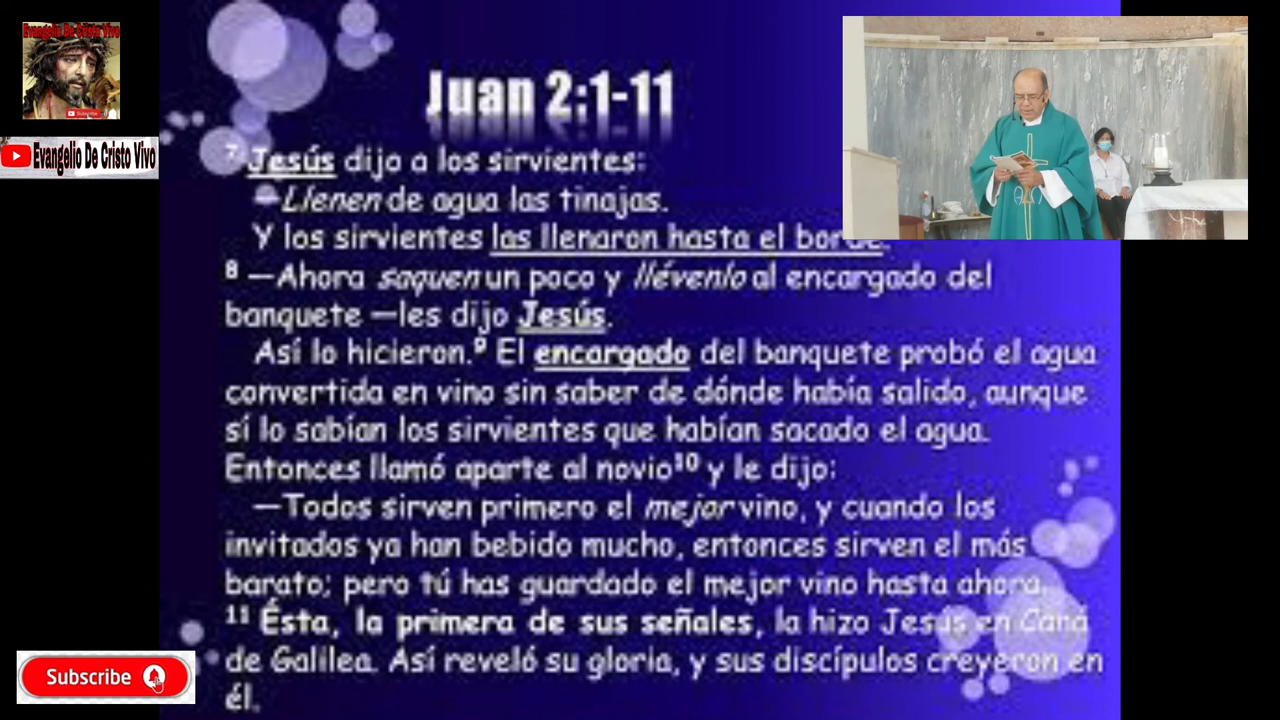 Evangelio De Cristo Vivo
Subscribe
Evangelio De Cristo Vivo
Juan 2:1-11
7 Jesús dijo a los sirvientes:
—Llenen de agua las tinajas.
Y los sirvientes las llenaron hasta el borde.
8 —Ahora saquen un poco y llévenlo al encargado del
banquete —les dijo Jesús.
Así lo hicieron.9 El encargado del banquete probó el agua
convertida en vino sin saber de dónde había salido, aunque
sí lo sabían los sirvientes que habían sacado el agua.
Entonces llamó aparte al novio10 y le dijo:
—Todos sirven primero el mejor vino, y cuando los
invitados ya han bebido mucho, entonces sirven el más
barato; pero tú has guardado el mejor vino hasta ahora.
11 Ésta, la primera de sus señales, la hizo Jesús en Caná
de Galilea. Así reveló su gloria, y sus discípulos creyeron en
él.
Subscribe